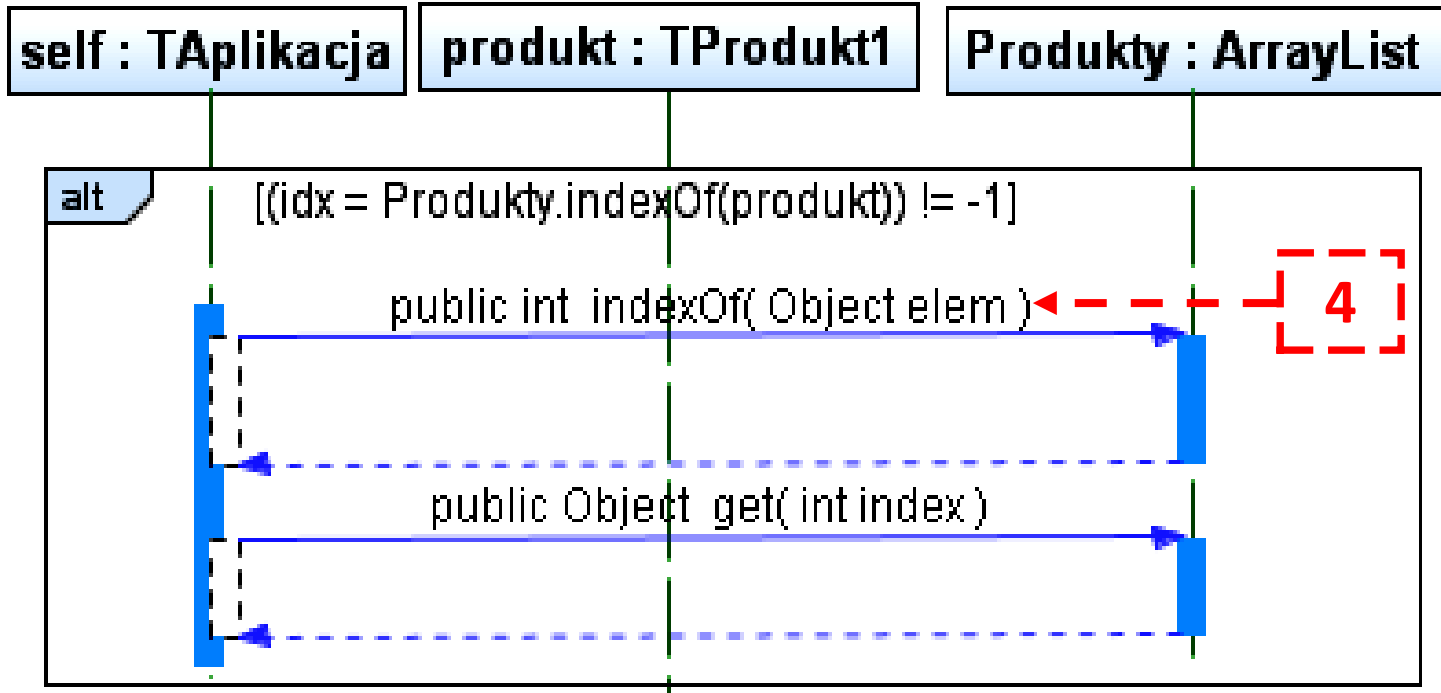 self : TAplikacja
produkt : TProdukt1
Produkty : ArrayList
alt
[(idx = Produkty.indexOf(produkt)) != -1]
public int indexOf( Object elem )
4
public Object get( int index )